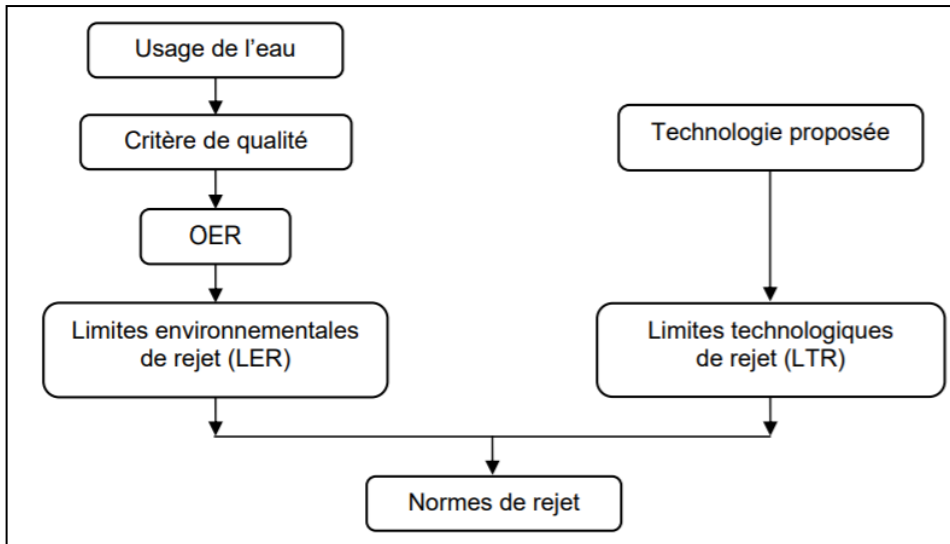 Usage de l’eau
Critère de qualité
OER
Limites environnementales
de rejet (LER)
Technologie proposée
Limites technologiques
de rejet (LTR)
Normes de rejet